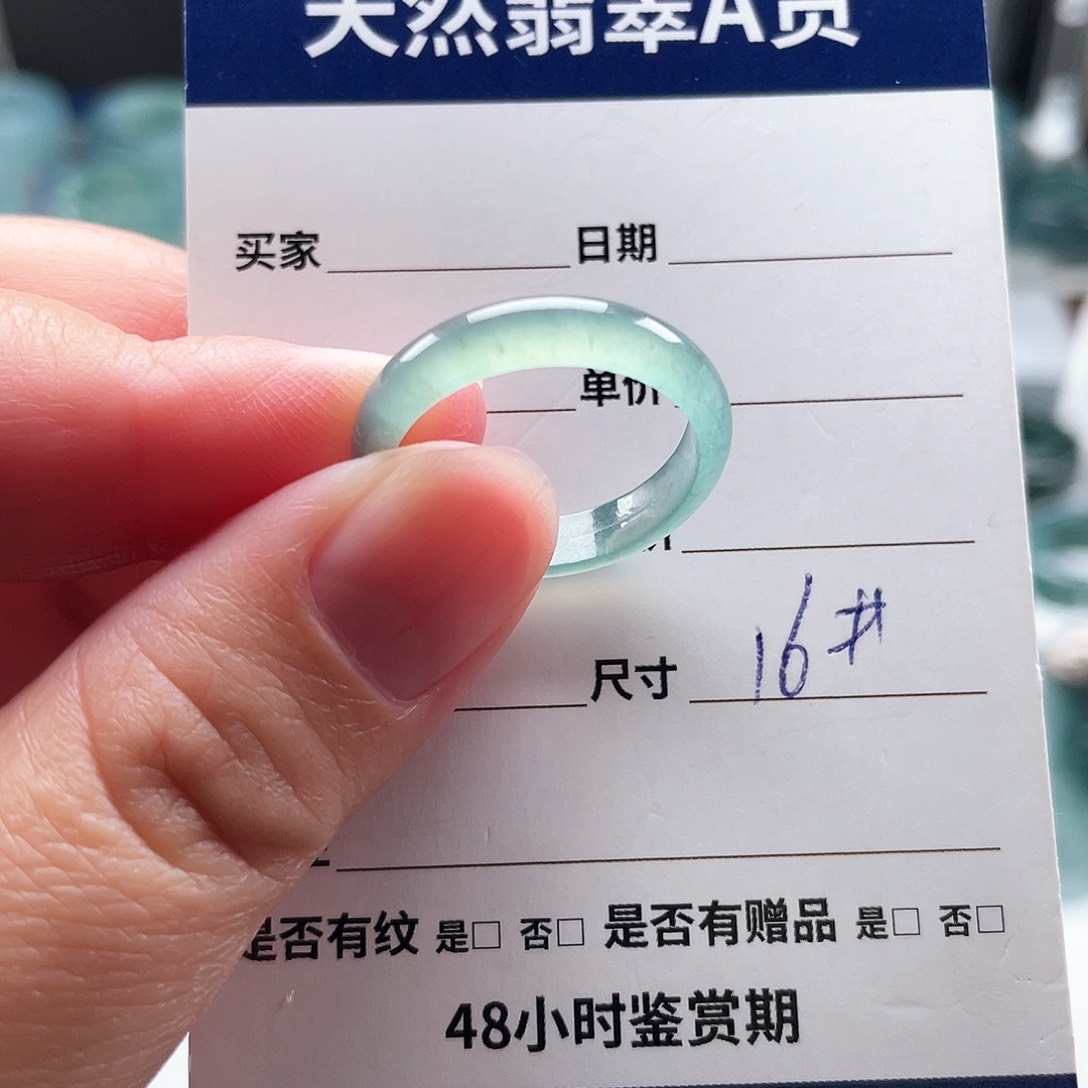 天然翡翠A货
买家 日期
单价
尺寸 16#
是否有纹 是□ 否□ 是否有赠品 是□ 否□
48小时鉴赏期